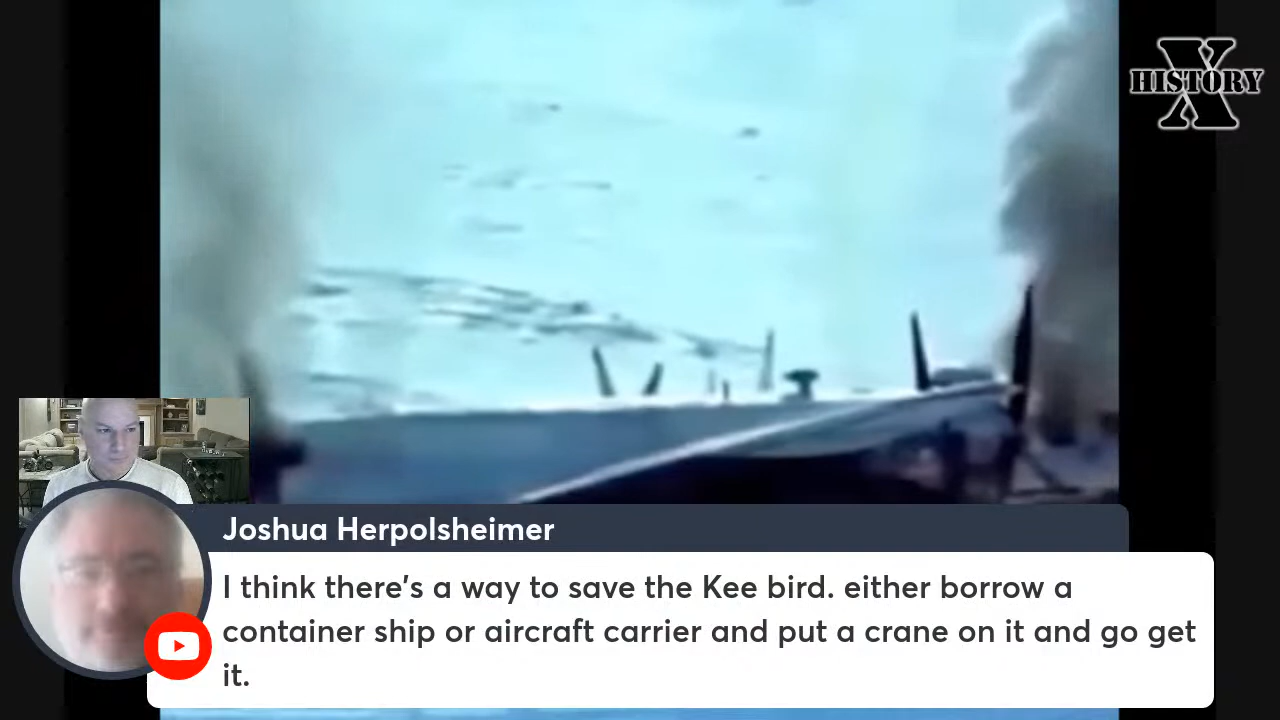 X
HISTORY
Joshua Herpolsheimer
I think there's a way to save the Kee bird. either borrow a
container ship or aircraft carrier and put a crane on it and go get
it.